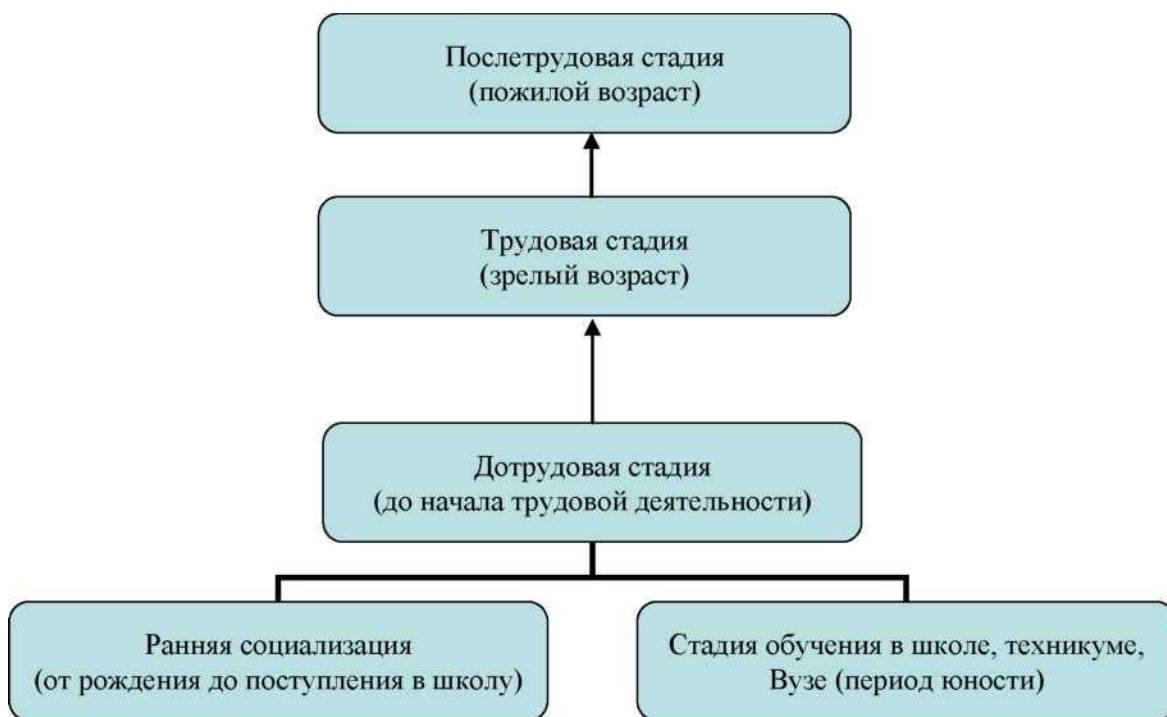 Послетрудовая стадия
(пожилой возраст)
Трудовая стадия
(зрелый возраст)
Дотрудовая стадия
(до начала трудовой деятельности)
Ранняя социализация
(от рождения до поступления в школу)
Стадия обучения в школе, техникуме,
Вузе (период юности)